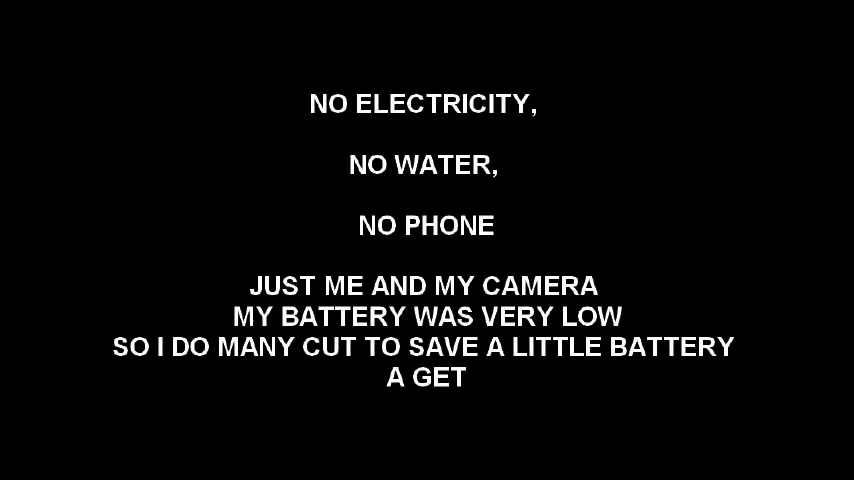 NO ELECTRICITY,
NO WATER,
NO PHONE
JUST ME AND MY CAMERA
MY BATTERY WAS VERY LOW
SO I DO MANY CUT TO SAVE A LITTLE BATTERY
A GET